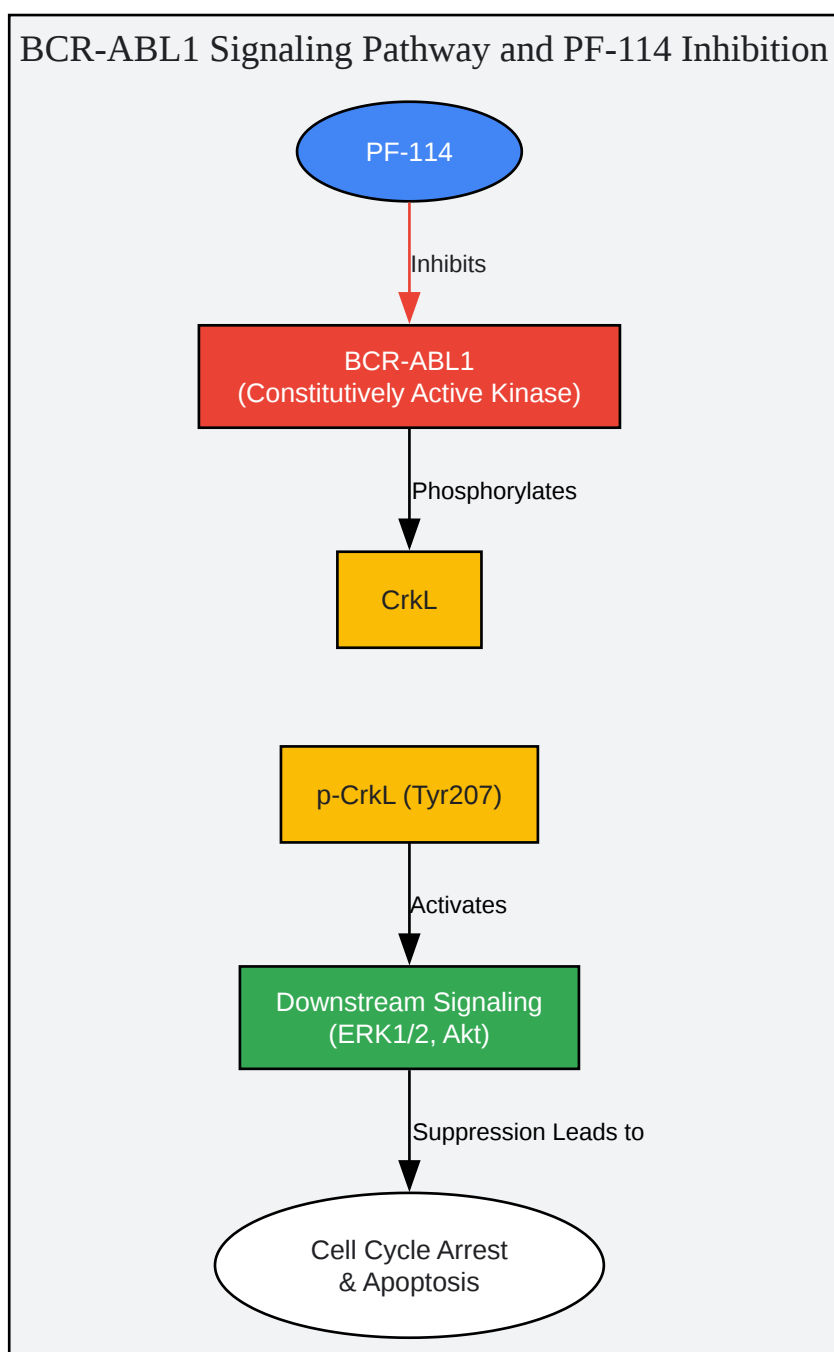 BCR-ABL1 Signaling Pathway and PF-114 Inhibition
PF-114
Inhibits
BCR-ABL1
(Constitutively Active Kinase)
Phosphorylates
CrkL
p-CrkL (Tyr207)
Activates
Downstream Signaling
(ERK1/2, Akt)
Suppression Leads to
Cell Cycle Arrest
& Apoptosis